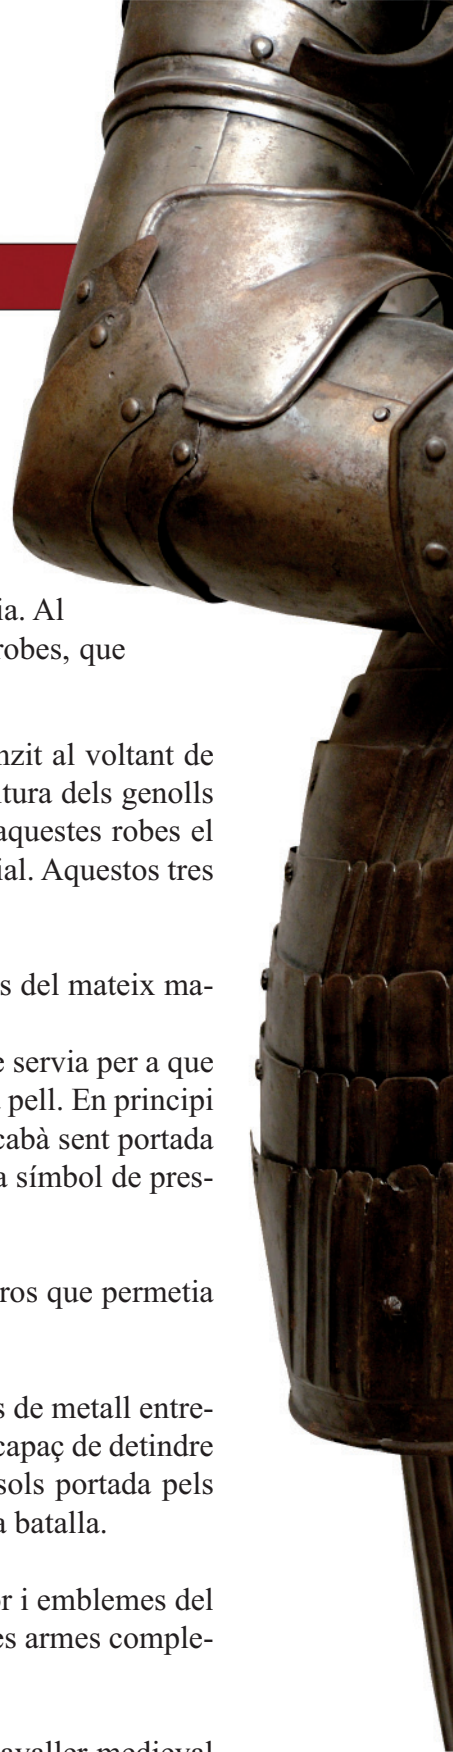 ia. Al
robes, que
nzit al voltant de
ltura dels genolls
aquestes robes el
ial. Aquestos tres
s del mateix ma-
e servia per a que
pell. En principi
cabà sent portada
a símbol de pres-
ros que permetia
s de metall entre-
capaç de detindre
sols portada pels
a batalla.
r i emblemes del
es armes comple-
avaller medieval